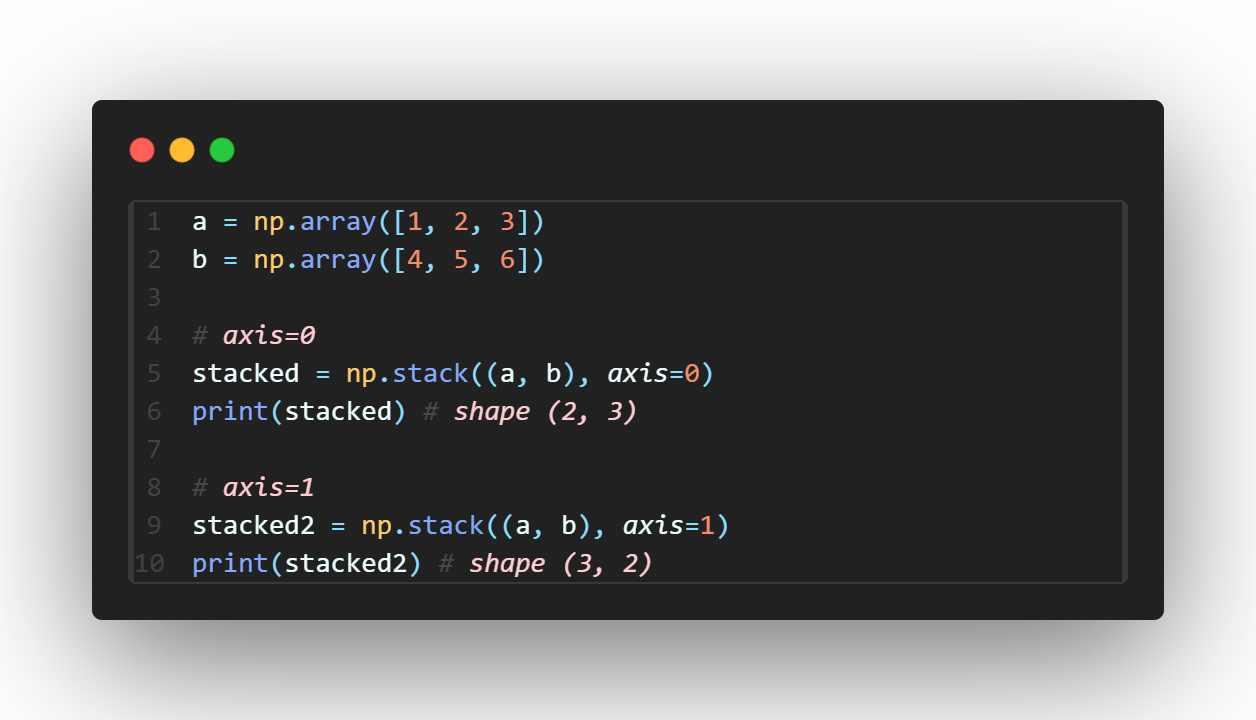 1 a = np.array([1, 2, 3])
2 b = np.array([4, 5, 6])
3
4 # axis=0
5 stacked = np.stack((a, b), axis=0)
6 print(stacked) # shape (2, 3)
7
8 # axis=1
9 stacked2 = np.stack((a, b), axis=1)
10 print(stacked2) # shape (3, 2)